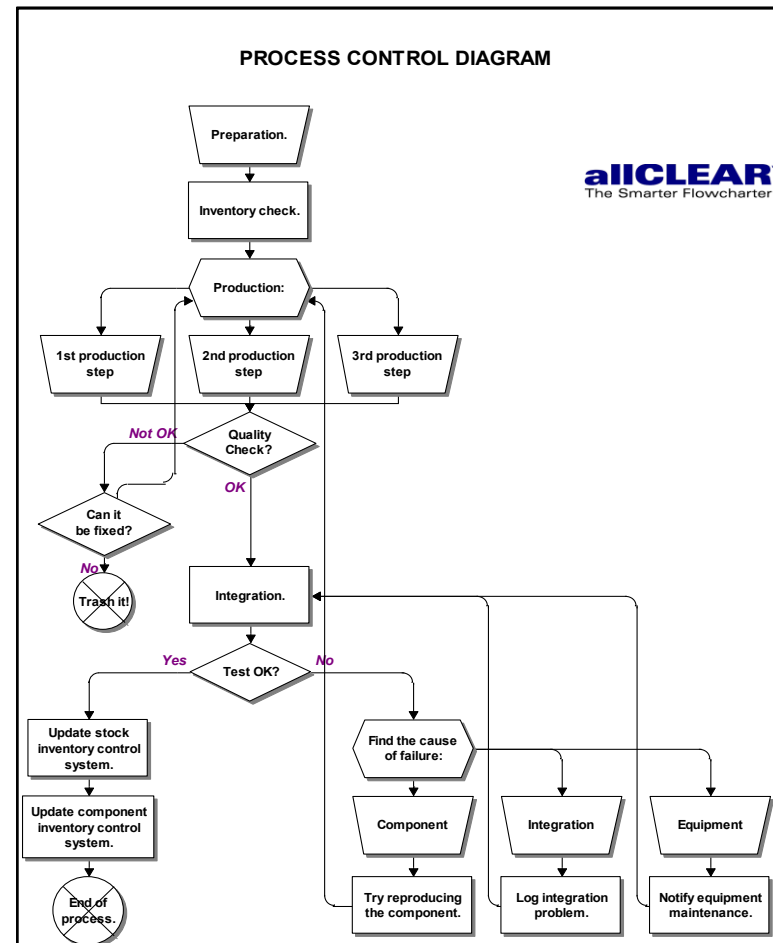 PROCESS CONTROL DIAGRAM
Preparation.
allCLEAR
The Smarter Flowcharter
Inventory check.
Production:
1st production
step
2nd production
step
3rd production
step
Not OK
Quality
Check?
OK
Can it
be fixed?
No
Trash it!
Integration.
Yes
Test OK?
No
Update stock
inventory control
system.
Find the cause
of failure:
Update component
inventory control
system.
Component
Integration
Equipment
End of
process.
Try reproducing
the component.
Log integration
problem.
Notify equipment
maintenance.